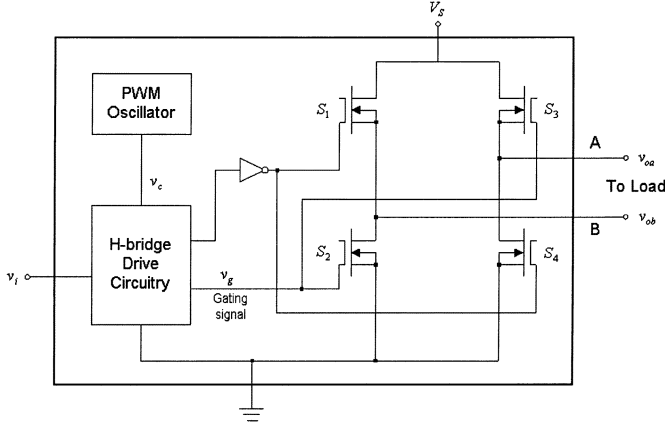 V_S
PWM
Oscillator
S_1
S_3
A
v_oa
v_c
To Load
v_ob
B
H-bridge
Drive
Circuitry
S_2
S_4
v_g
v_i
Gating
signal